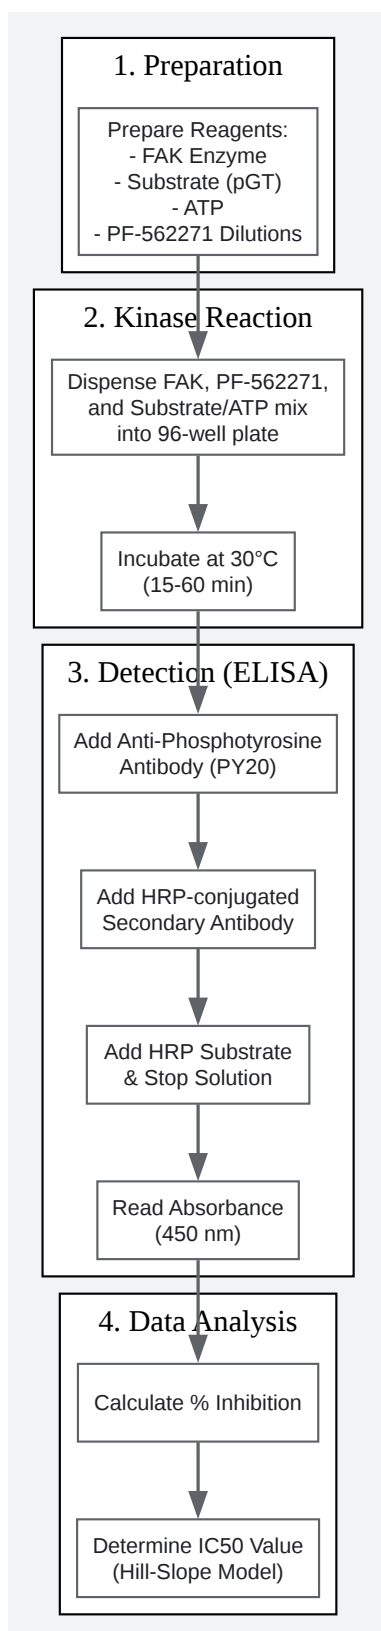 1. Preparation
Prepare Reagents:
- FAK Enzyme
- Substrate (pGT)
- ATP
- PF-562271 Dilutions
2. Kinase Reaction
Dispense FAK, PF-562271,
and Substrate/ATP mix
into 96-well plate
Incubate at 30°C
(15-60 min)
3. Detection (ELISA)
Add Anti-Phosphotyrosine
Antibody (PY20)
Add HRP-conjugated
Secondary Antibody
Add HRP Substrate
& Stop Solution
Read Absorbance
(450 nm)
4. Data Analysis
Calculate % Inhibition
Determine IC50 Value
(Hill-Slope Model)